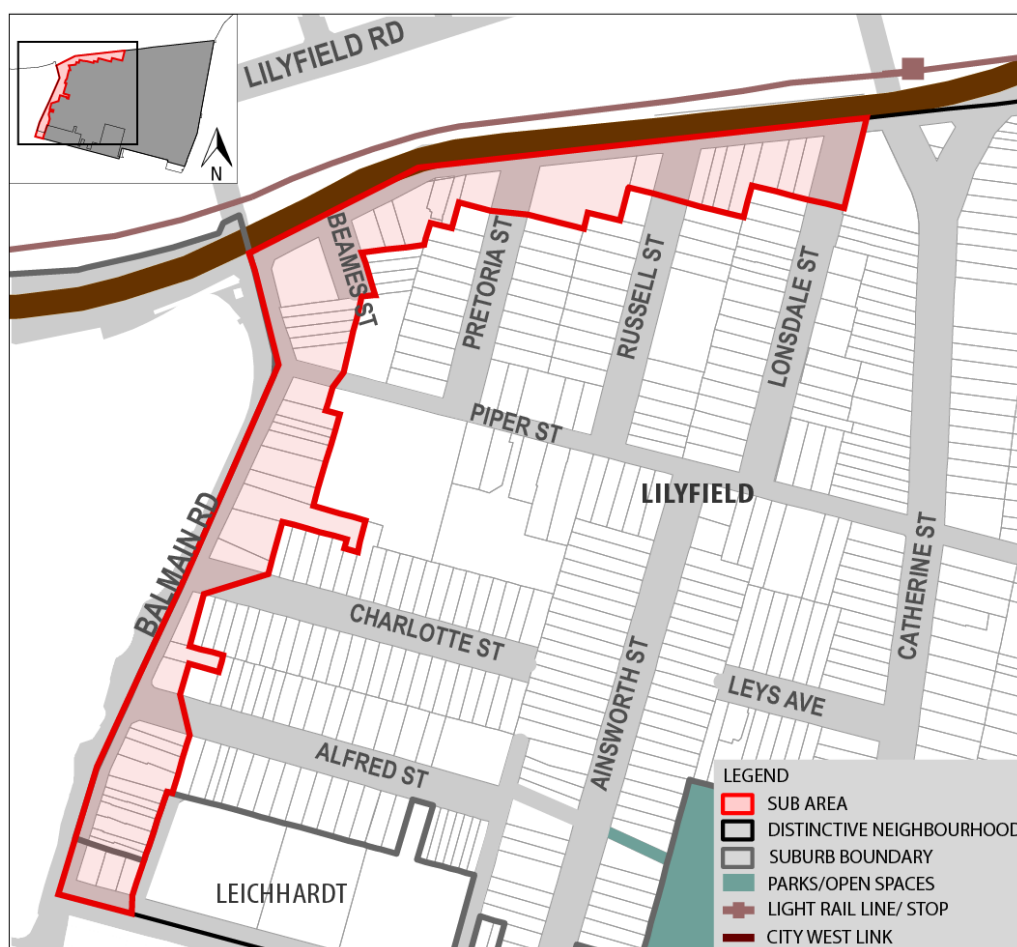 LILYFIELD RD
N
BEAMES ST
PRETORIA ST
RUSSELL ST
LONSDALE ST
PIPER ST
LILYFIELD
BALMAIN RD
CATHERINE ST
CHARLOTTE ST
AINSWORTH ST
LEYS AVE
ALFRED ST
LEICHHARDT
LEGEND
SUB AREA
DISTINCTIVE NEIGHBOURHOOD
SUBURB BOUNDARY
PARKS/OPEN SPACES
LIGHT RAIL LINE/ STOP
CITY WEST LINK